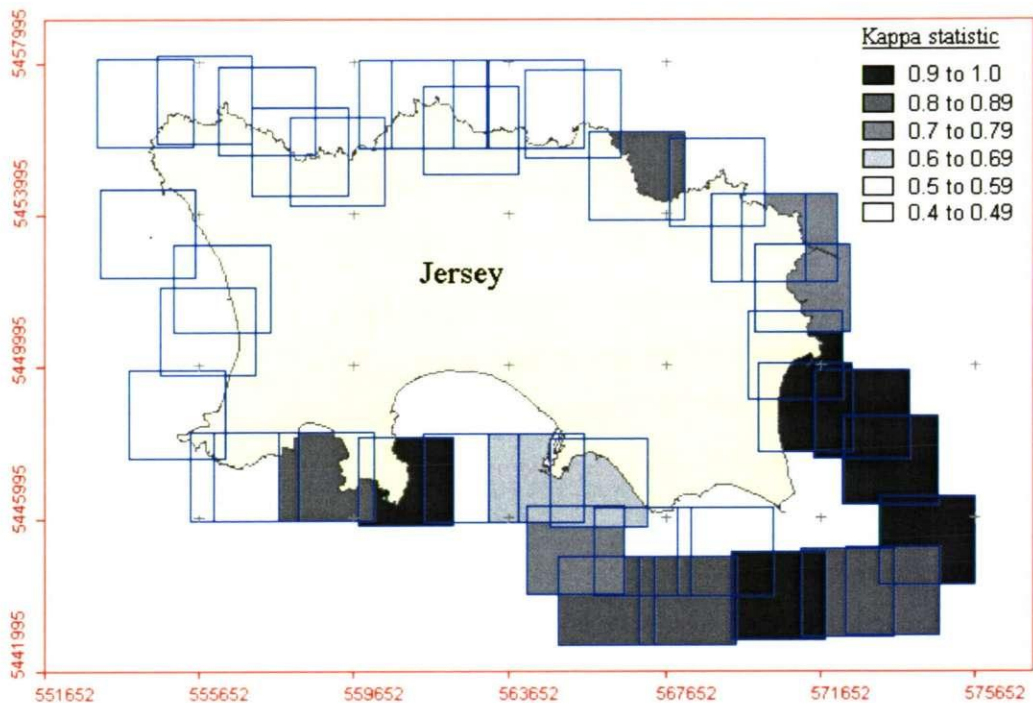 Kappa statistic
0.9 to 1.0
0.8 to 0.89
0.7 to 0.79
0.6 to 0.69
0.5 to 0.59
0.4 to 0.49
Jersey
5457995
5453995
5449995
5445995
5441995
551652 555652 559652 563652 567652 571652 575652